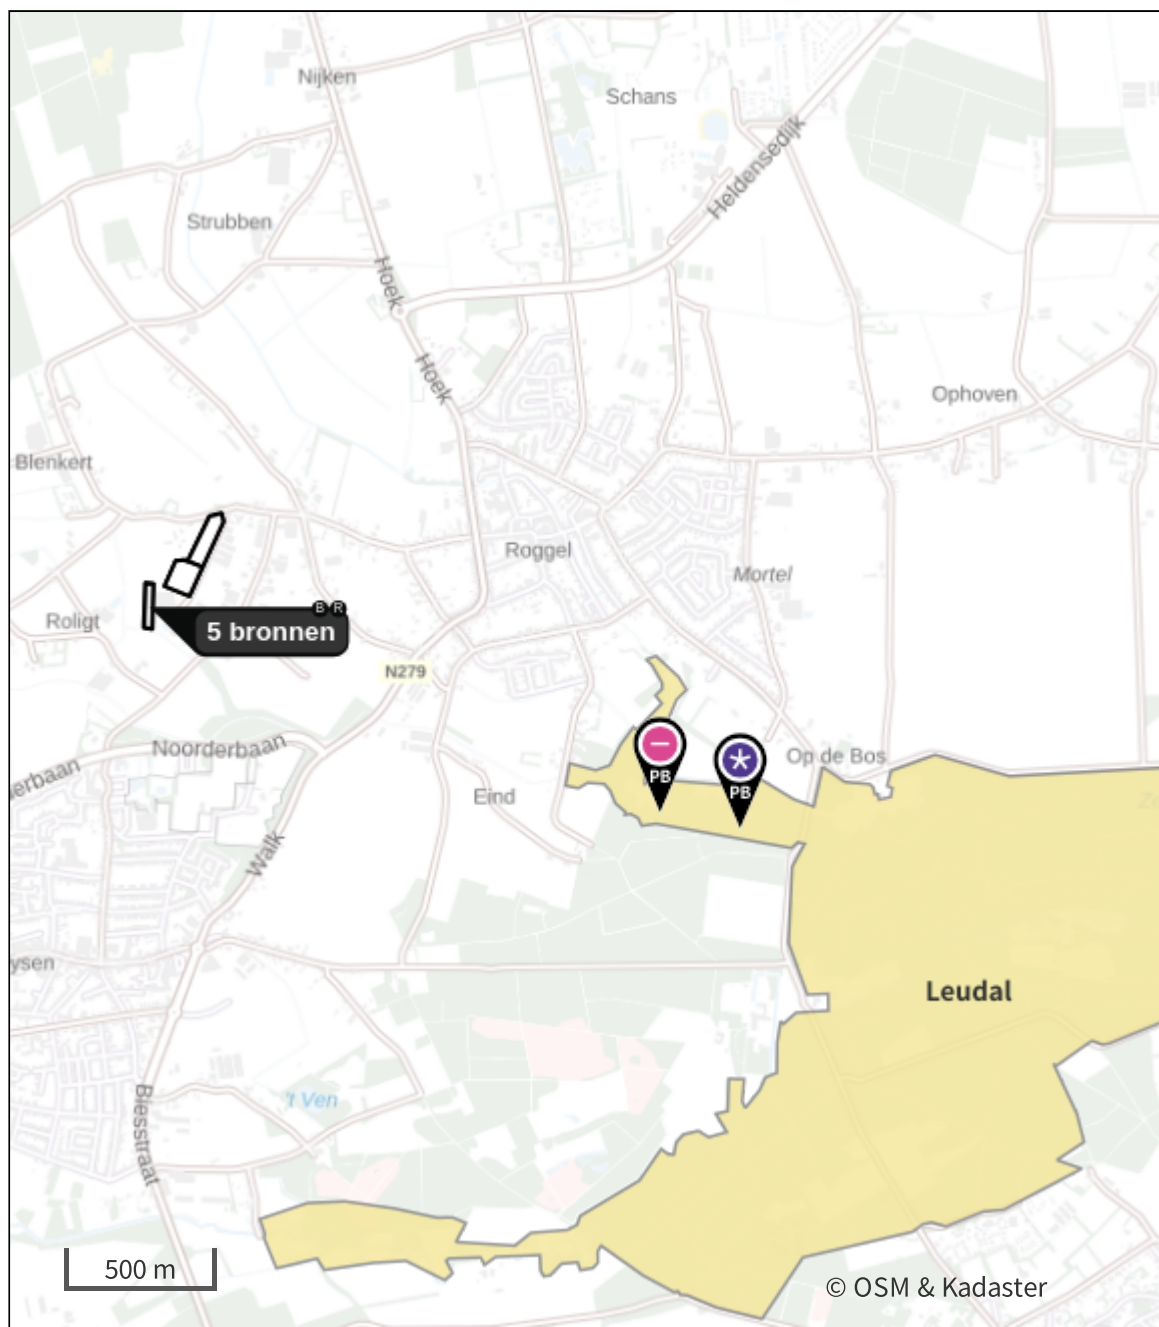 Nijken
Schans
Heldensedijk
Strubben
Hoek
Hoek
Ophoven
Blenkert
Roggel
Mortel
B R
Roligt
5 bronnen
N279
Noorderbaan
Op de Bos
erbaan
PB
PB
Eind
Walk
ysen
Leudal
't Ven
Biesstraat
500 m
© OSM & Kadaster